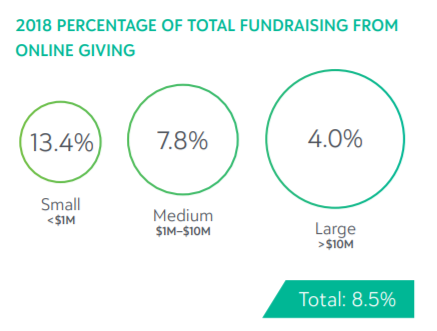 2018 PERCENTAGE OF TOTAL FUNDRAISING FROM
ONLINE GIVING
13.4%
7.8%
4.0%
Small
<$1M
Medium
$1M–$10M
Large
>$10M
Total: 8.5%